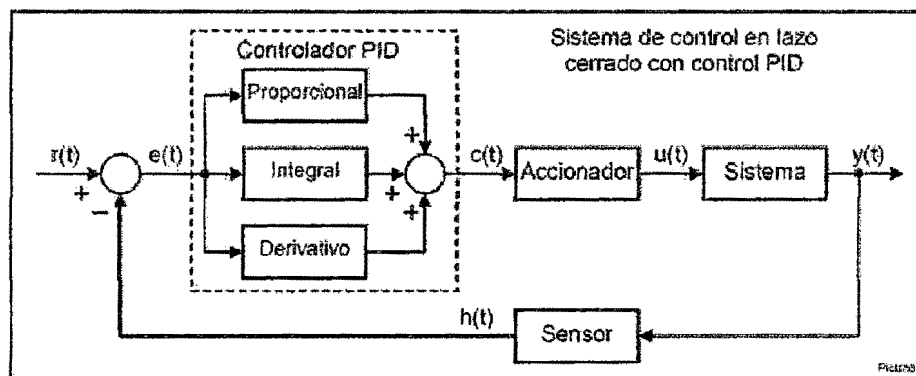 Controlador PID
Sistema de control en lazo
cerrado con control PID
Proporcional
r(t)
+
−
e(t)
Integral
+
+
+
c(t)
Accionador
u(t)
Sistema
y(t)
Derivativo
h(t)
Sensor